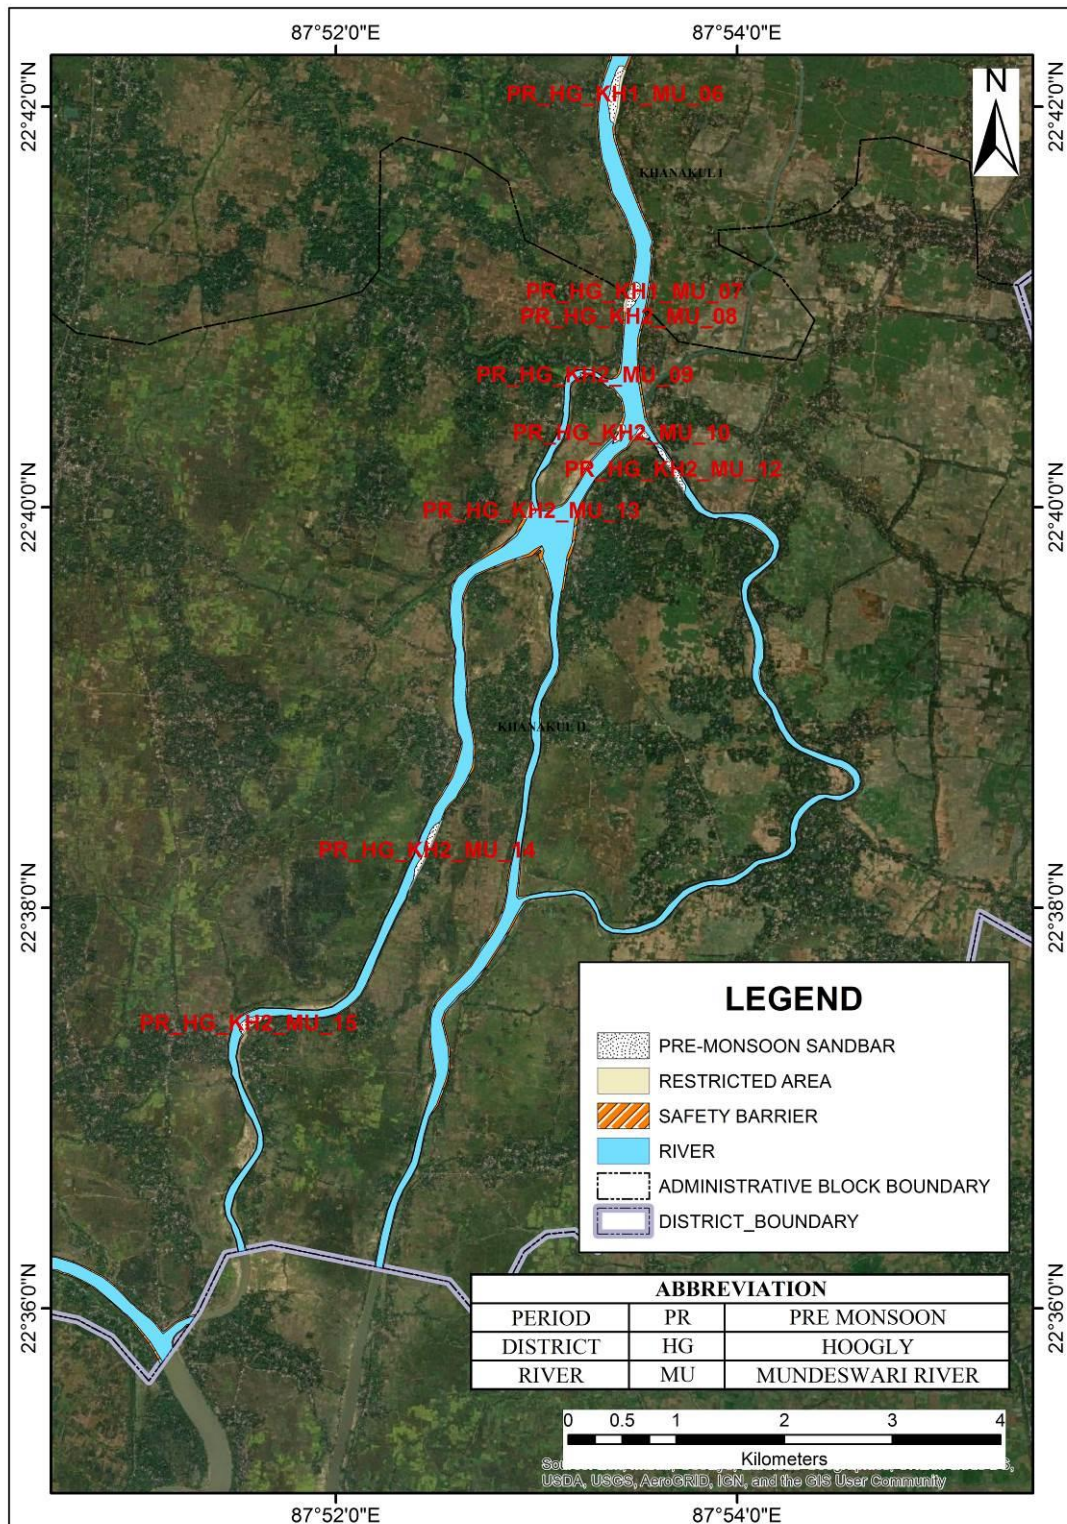 87°52'0"E
87°54'0"E
N
22°42'0"N
22°42'0"N
PR_HG_KH1_MU_06
KHANAKUL I
PR_HG_KH1_MU_07
PR_HG_KH2_MU_08
PR_HG_KH2_MU_09
PR_HG_KH2_MU_10
PR_HG_KH2_MU_12
22°40'0"N
22°40'0"N
PR_HG_KH2_MU_13
KHANAKUL II
PR_HG_KH2_MU_14
22°38'0"N
22°38'0"N
PR_HG_KH2_MU_15
LEGEND
PRE-MONSOON SANDBAR
RESTRICTED AREA
SAFETY BARRIER
RIVER
ADMINISTRATIVE BLOCK BOUNDARY
DISTRICT_BOUNDARY
22°36'0"N
22°36'0"N
ABBREVIATION
PERIOD PR PRE MONSOON
DISTRICT HG HOOGLY
RIVER MU MUNDESWARI RIVER
0 0.5 1 2 3 4
Kilometers
USDA, USGS, AeroGRID, IGN, and the GIS User Community
87°52'0"E
87°54'0"E